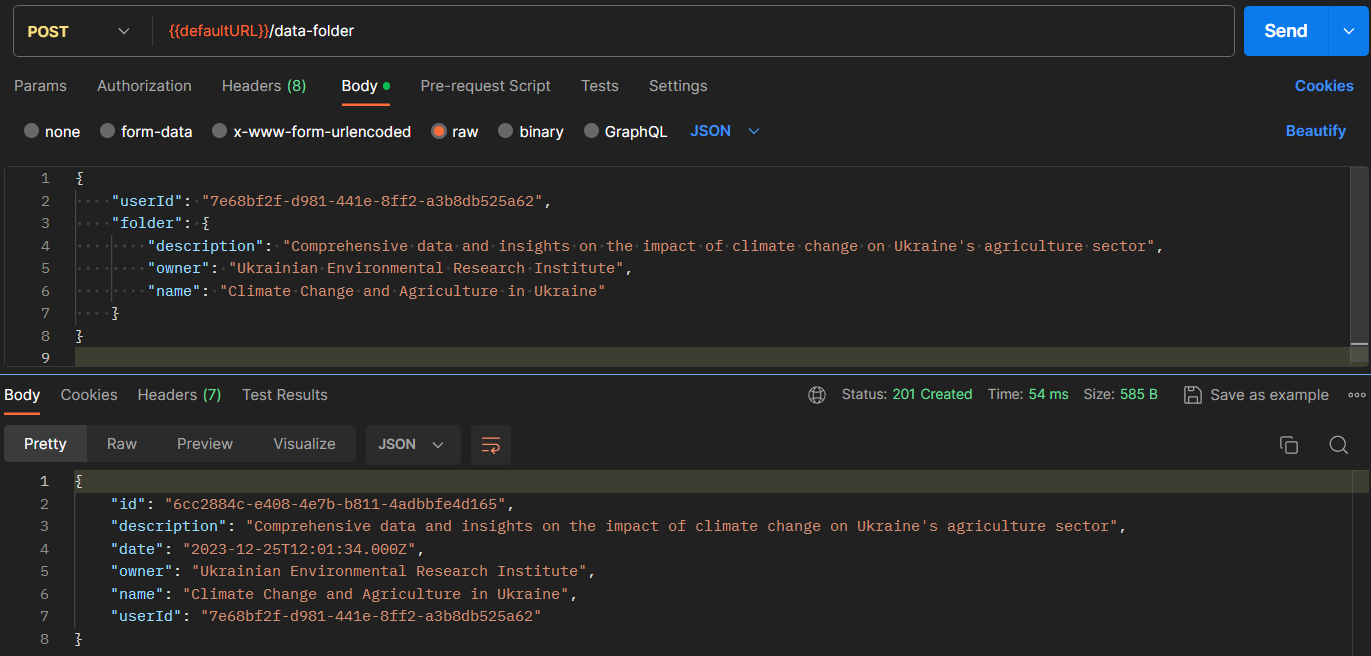 POST {{defaultURL}}/data-folder Send
Params Authorization Headers (8) Body Pre-request Script Tests Settings Cookies
none form-data x-www-form-urlencoded raw binary GraphQL JSON Beautify
1 {
2 "userId": "7e68bf2f-d981-441e-8ff2-a3b8db525a62",
3 "folder": {
4 "description": "Comprehensive data and insights on the impact of climate change on Ukraine's agriculture sector",
5 "owner": "Ukrainian Environmental Research Institute",
6 "name": "Climate Change and Agriculture in Ukraine"
7 }
8 }
9
Body Cookies Headers (7) Test Results Status: 201 Created Time: 54 ms Size: 585 B Save as example
Pretty Raw Preview Visualize JSON
1 {
2 "id": "6cc2884c-e408-4e7b-b811-4adbbfe4d165",
3 "description": "Comprehensive data and insights on the impact of climate change on Ukraine's agriculture sector",
4 "date": "2023-12-25T12:01:34.000Z",
5 "owner": "Ukrainian Environmental Research Institute",
6 "name": "Climate Change and Agriculture in Ukraine",
7 "userId": "7e68bf2f-d981-441e-8ff2-a3b8db525a62"
8 }